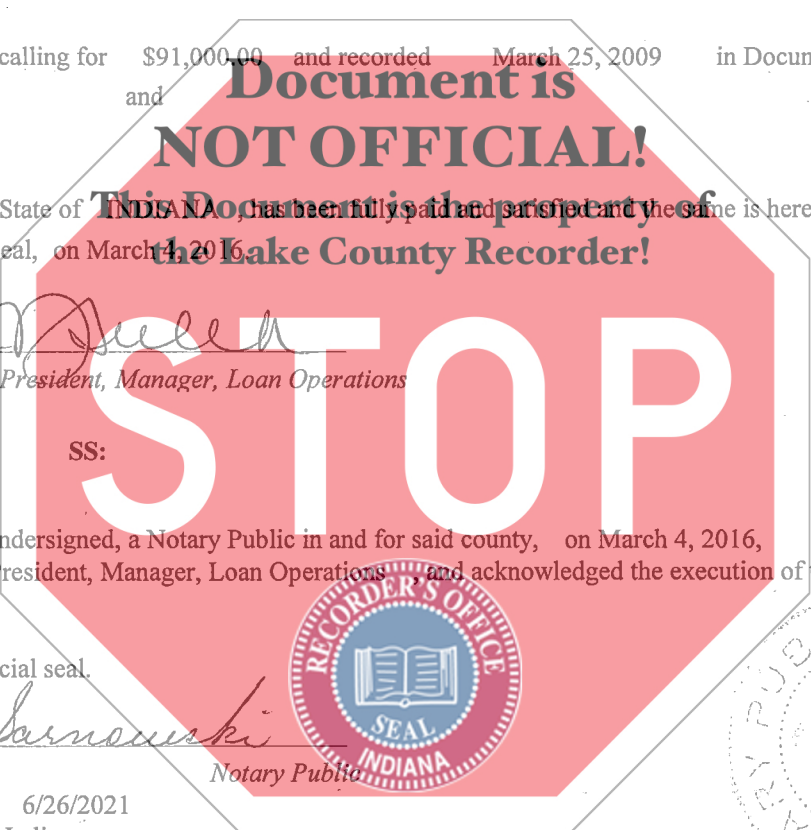 calling for $91,000.00 and recorded March 25, 2009 in Docum
and
Document is
NOT OFFICIAL!
This Document is the property of
the Lake County Recorder!
State of INDIANA , has been fully paid and satisfied and the same is here
eal, on March 4, 2016.
President, Manager, Loan Operations
STOP
SS:
ndersigned, a Notary Public in and for said county, on March 4, 2016,
resident, Manager, Loan Operations , and acknowledged the execution of
RECORDER'S OFFICE
SEAL
INDIANA
cial seal.
Sarnowski
Notary Public
6/26/2021
RY PUB